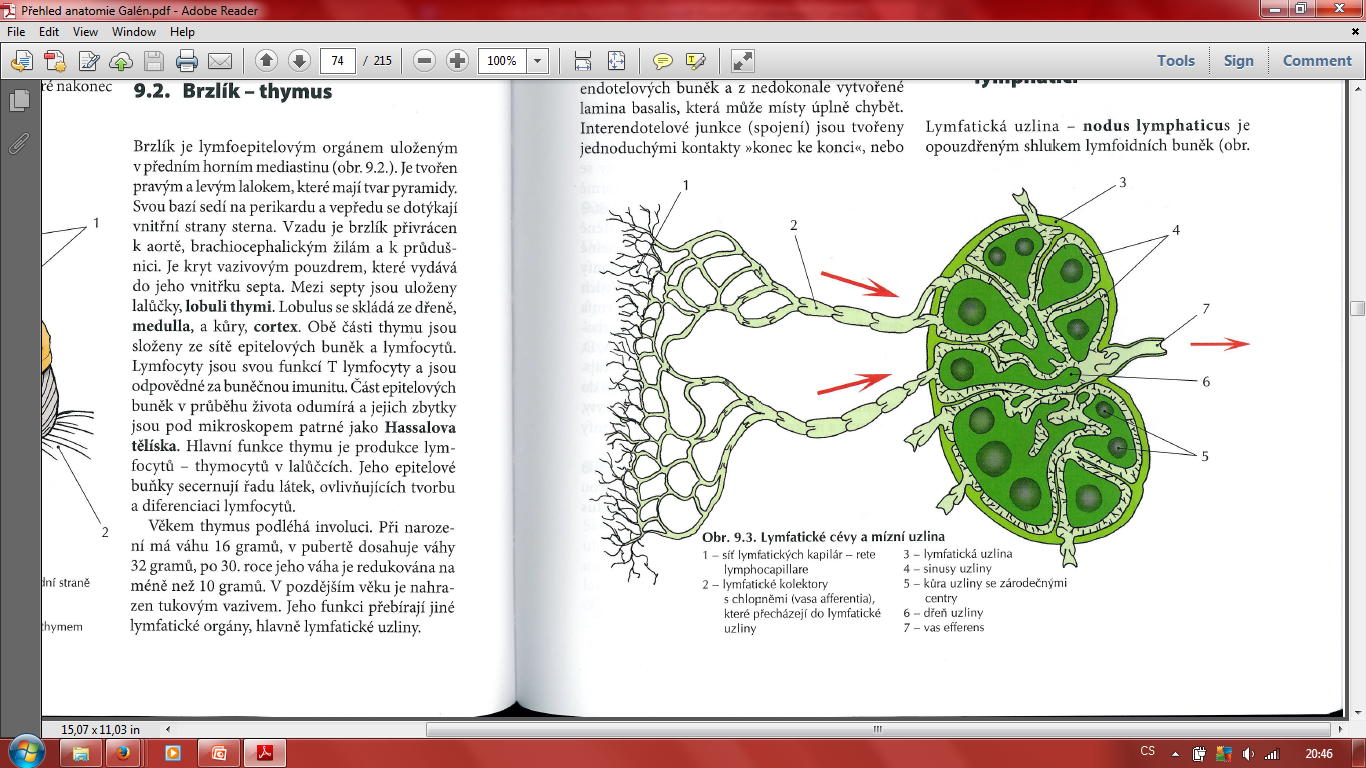 Přehled anatomie Galén.pdf - Adobe Reader
File Edit View Window Help
74 / 215
100%
Tools Sign Comment
ré nakonec
1
2
dní straně
hymem
9.2. Brzlík – thymus
Brzlík je lymfoepitelovým orgánem uloženým
v předním horním mediastinu (obr. 9.2.). Je tvořen
pravým a levým lalokem, které mají tvar pyramidy.
Svou bazí sedí na perikardu a vepředu se dotýkají
vnitřní strany sterna. Vzadu je brzlík přivrácen
k aortě, brachiocephalickým žilám a k průduš-
nici. Je kryt vazivovým pouzdrem, které vydává
do jeho vnitřku septa. Mezi septy jsou uloženy
lalůčky, lobuli thymi. Lobulus se skládá ze dřeně,
medulla, a kůry, cortex. Obě části thymu jsou
složeny ze sítě epitelových buněk a lymfocytů.
Lymfocyty jsou svou funkcí T lymfocyty a jsou
odpovědné za buněčnou imunitu. Část epitelových
buněk v průběhu života odumírá a jejich zbytky
jsou pod mikroskopem patrné jako Hassalova
tělíska. Hlavní funkce thymu je produkce lym-
focytů – thymocytů v lalůčcích. Jeho epitelové
buňky secernují řadu látek, ovlivňujících tvorbu
a diferenciaci lymfocytů.
Věkem thymus podléhá involuci. Při naroze-
ní má váhu 16 gramů, v pubertě dosahuje váhy
32 gramů, po 30. roce jeho váha je redukována na
méně než 10 gramů. V pozdějším věku je nahra-
zen tukovým vazivem. Jeho funkci přebírají jiné
lymfatické orgány, hlavně lymfatické uzliny.
endotelových buněk a z nedokonale vytvořené
lamina basalis, která může místy úplně chybět.
Interendotelové junkce (spojení) jsou tvořeny
jednoduchými kontakty »konec ke konci«, nebo
lymphatici
Lymfatická uzlina – nodus lymphaticus je
opouzdřeným shlukem lymfoidních buněk (obr.
1
2
3
4
7
6
5
Obr. 9.3. Lymfatické cévy a mízní uzlina
1 – síť lymfatických kapilár – rete
lymphocapillare
2 – lymfatické kolektory
s chlopněmi (vasa afferentia),
které přecházejí do lymfatické
uzliny
3 – lymfatická uzlina
4 – sinusy uzliny
5 – kůra uzliny se zárodečnými
centry
6 – dřeň uzliny
7 – vas efferens
15,07 x 11,03 in
CS
20:46